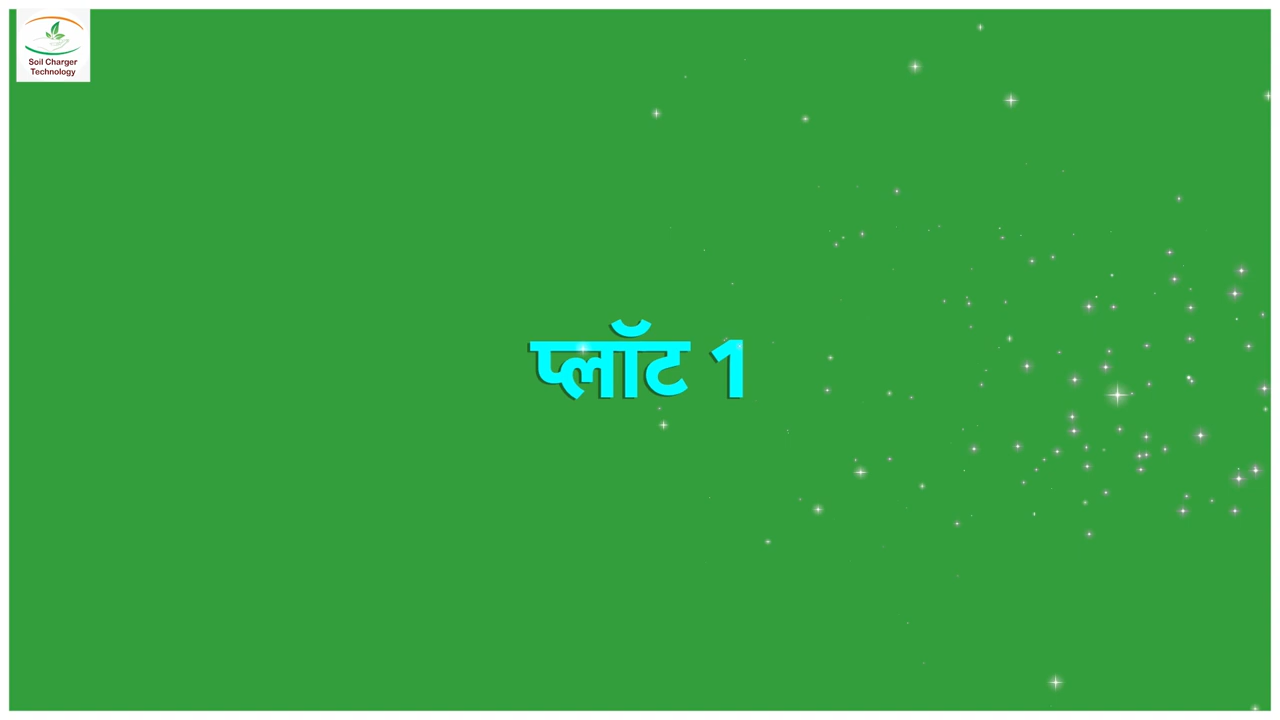 Soil Charger
Technology
प्लॉट 1